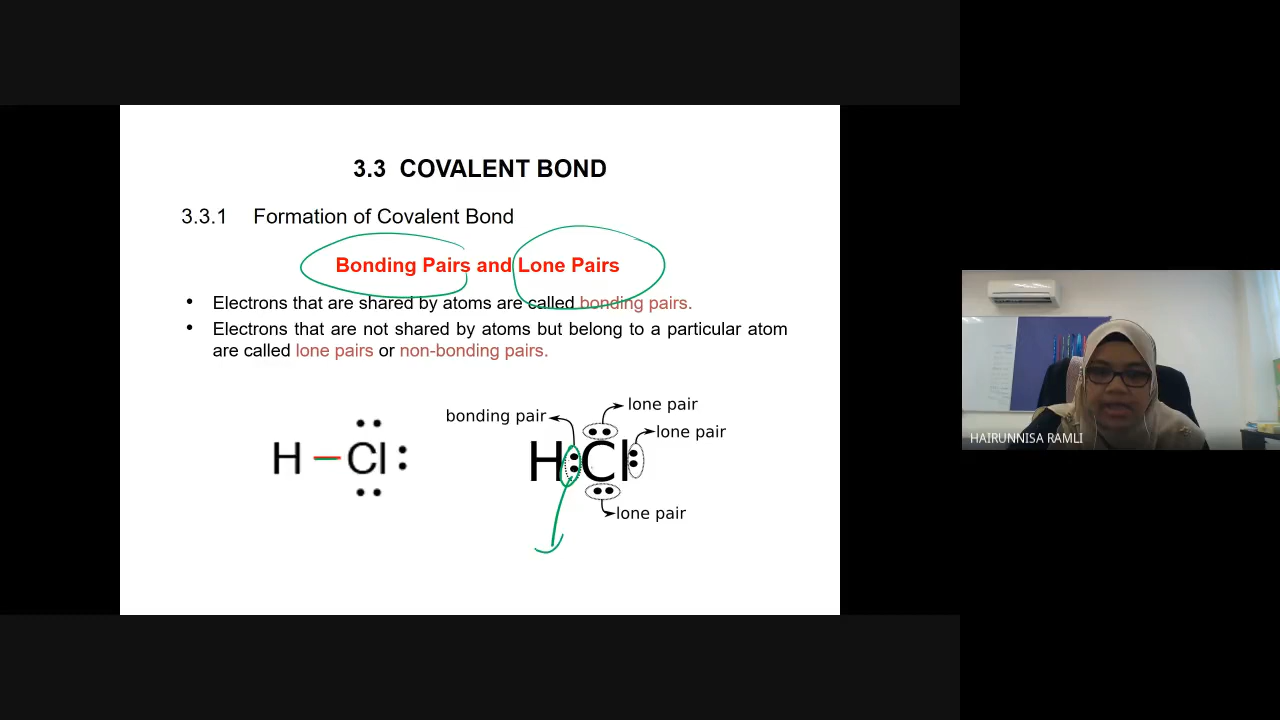 3.3 COVALENT BOND
3.3.1 Formation of Covalent Bond
Bonding Pairs and Lone Pairs
• Electrons that are shared by atoms are called bonding pairs.
• Electrons that are not shared by atoms but belong to a particular atom
are called lone pairs or non-bonding pairs.
bonding pair
lone pair
lone pair
H — Cl
H Cl
lone pair
HAIRUNNISA RAMLI